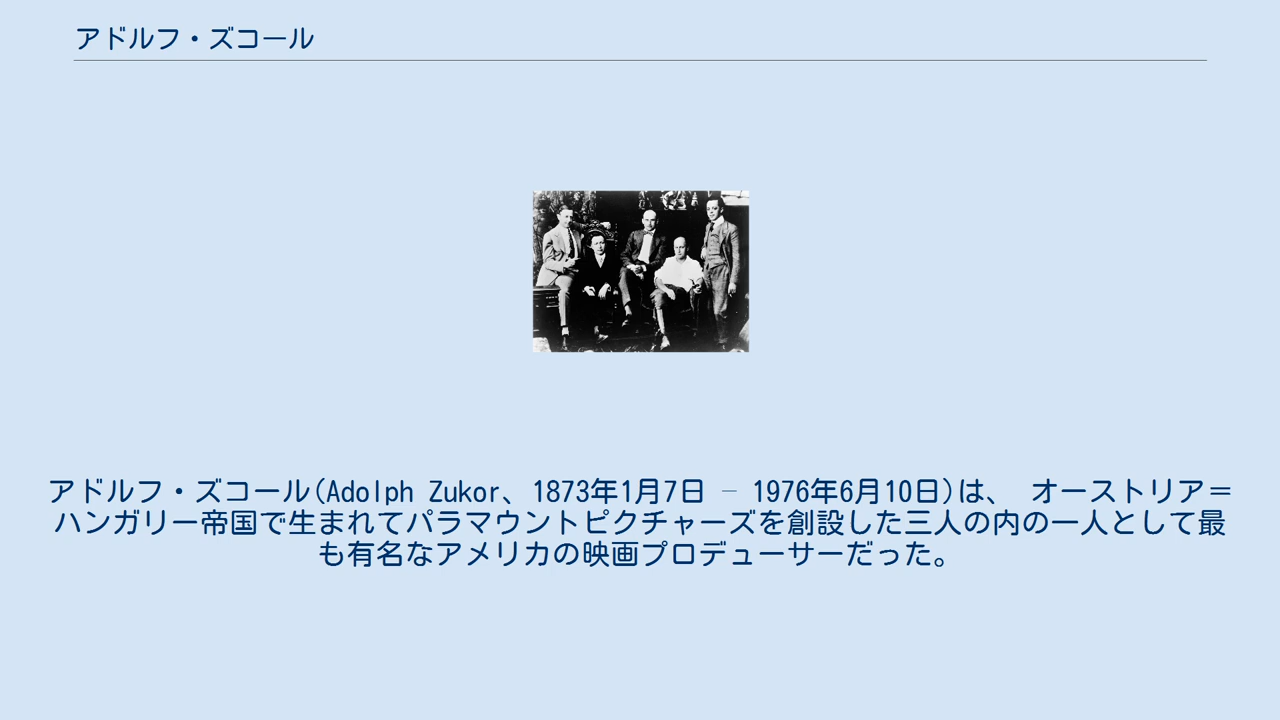 アドルフ・ズコール
アドルフ・ズコール(Adolph Zukor、1873年1月7日 – 1976年6月10日)は、 オーストリア＝
ハンガリー帝国で生まれてパラマウントピクチャーズを創設した三人の内の一人として最
も有名なアメリカの映画プロデューサーだった。